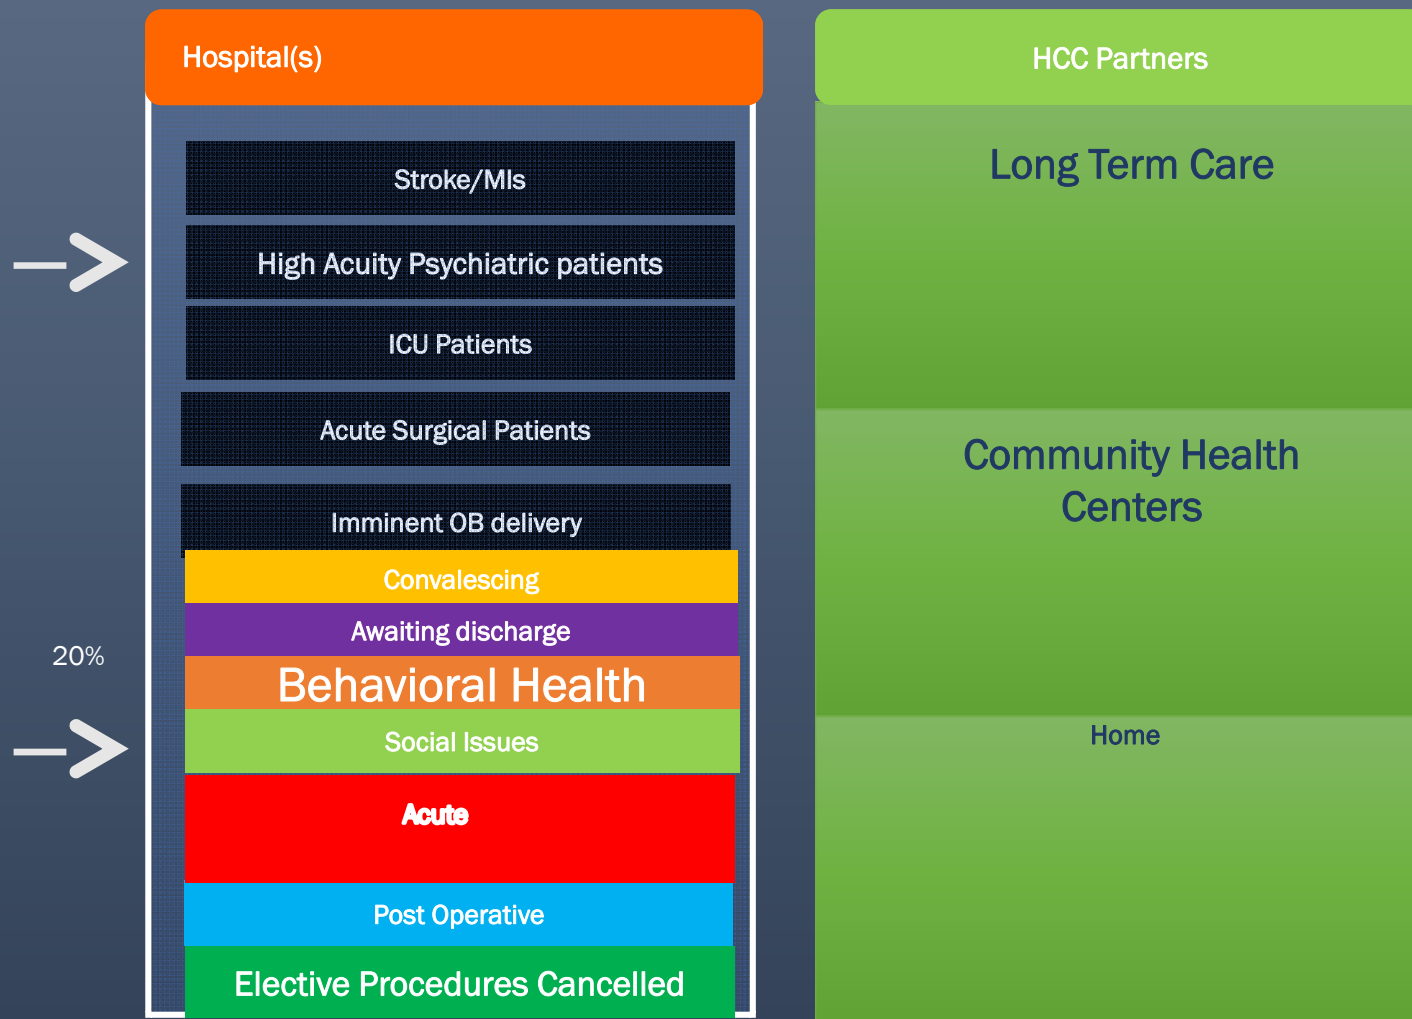 Hospital(s)
Stroke/MIs
High Acuity Psychiatric patients
ICU Patients
Acute Surgical Patients
Imminent OB delivery
Convalescing
Awaiting discharge
20%
Behavioral Health
Social Issues
Acute
Post Operative
Elective Procedures Cancelled
HCC Partners
Long Term Care
Community Health
Centers
Home